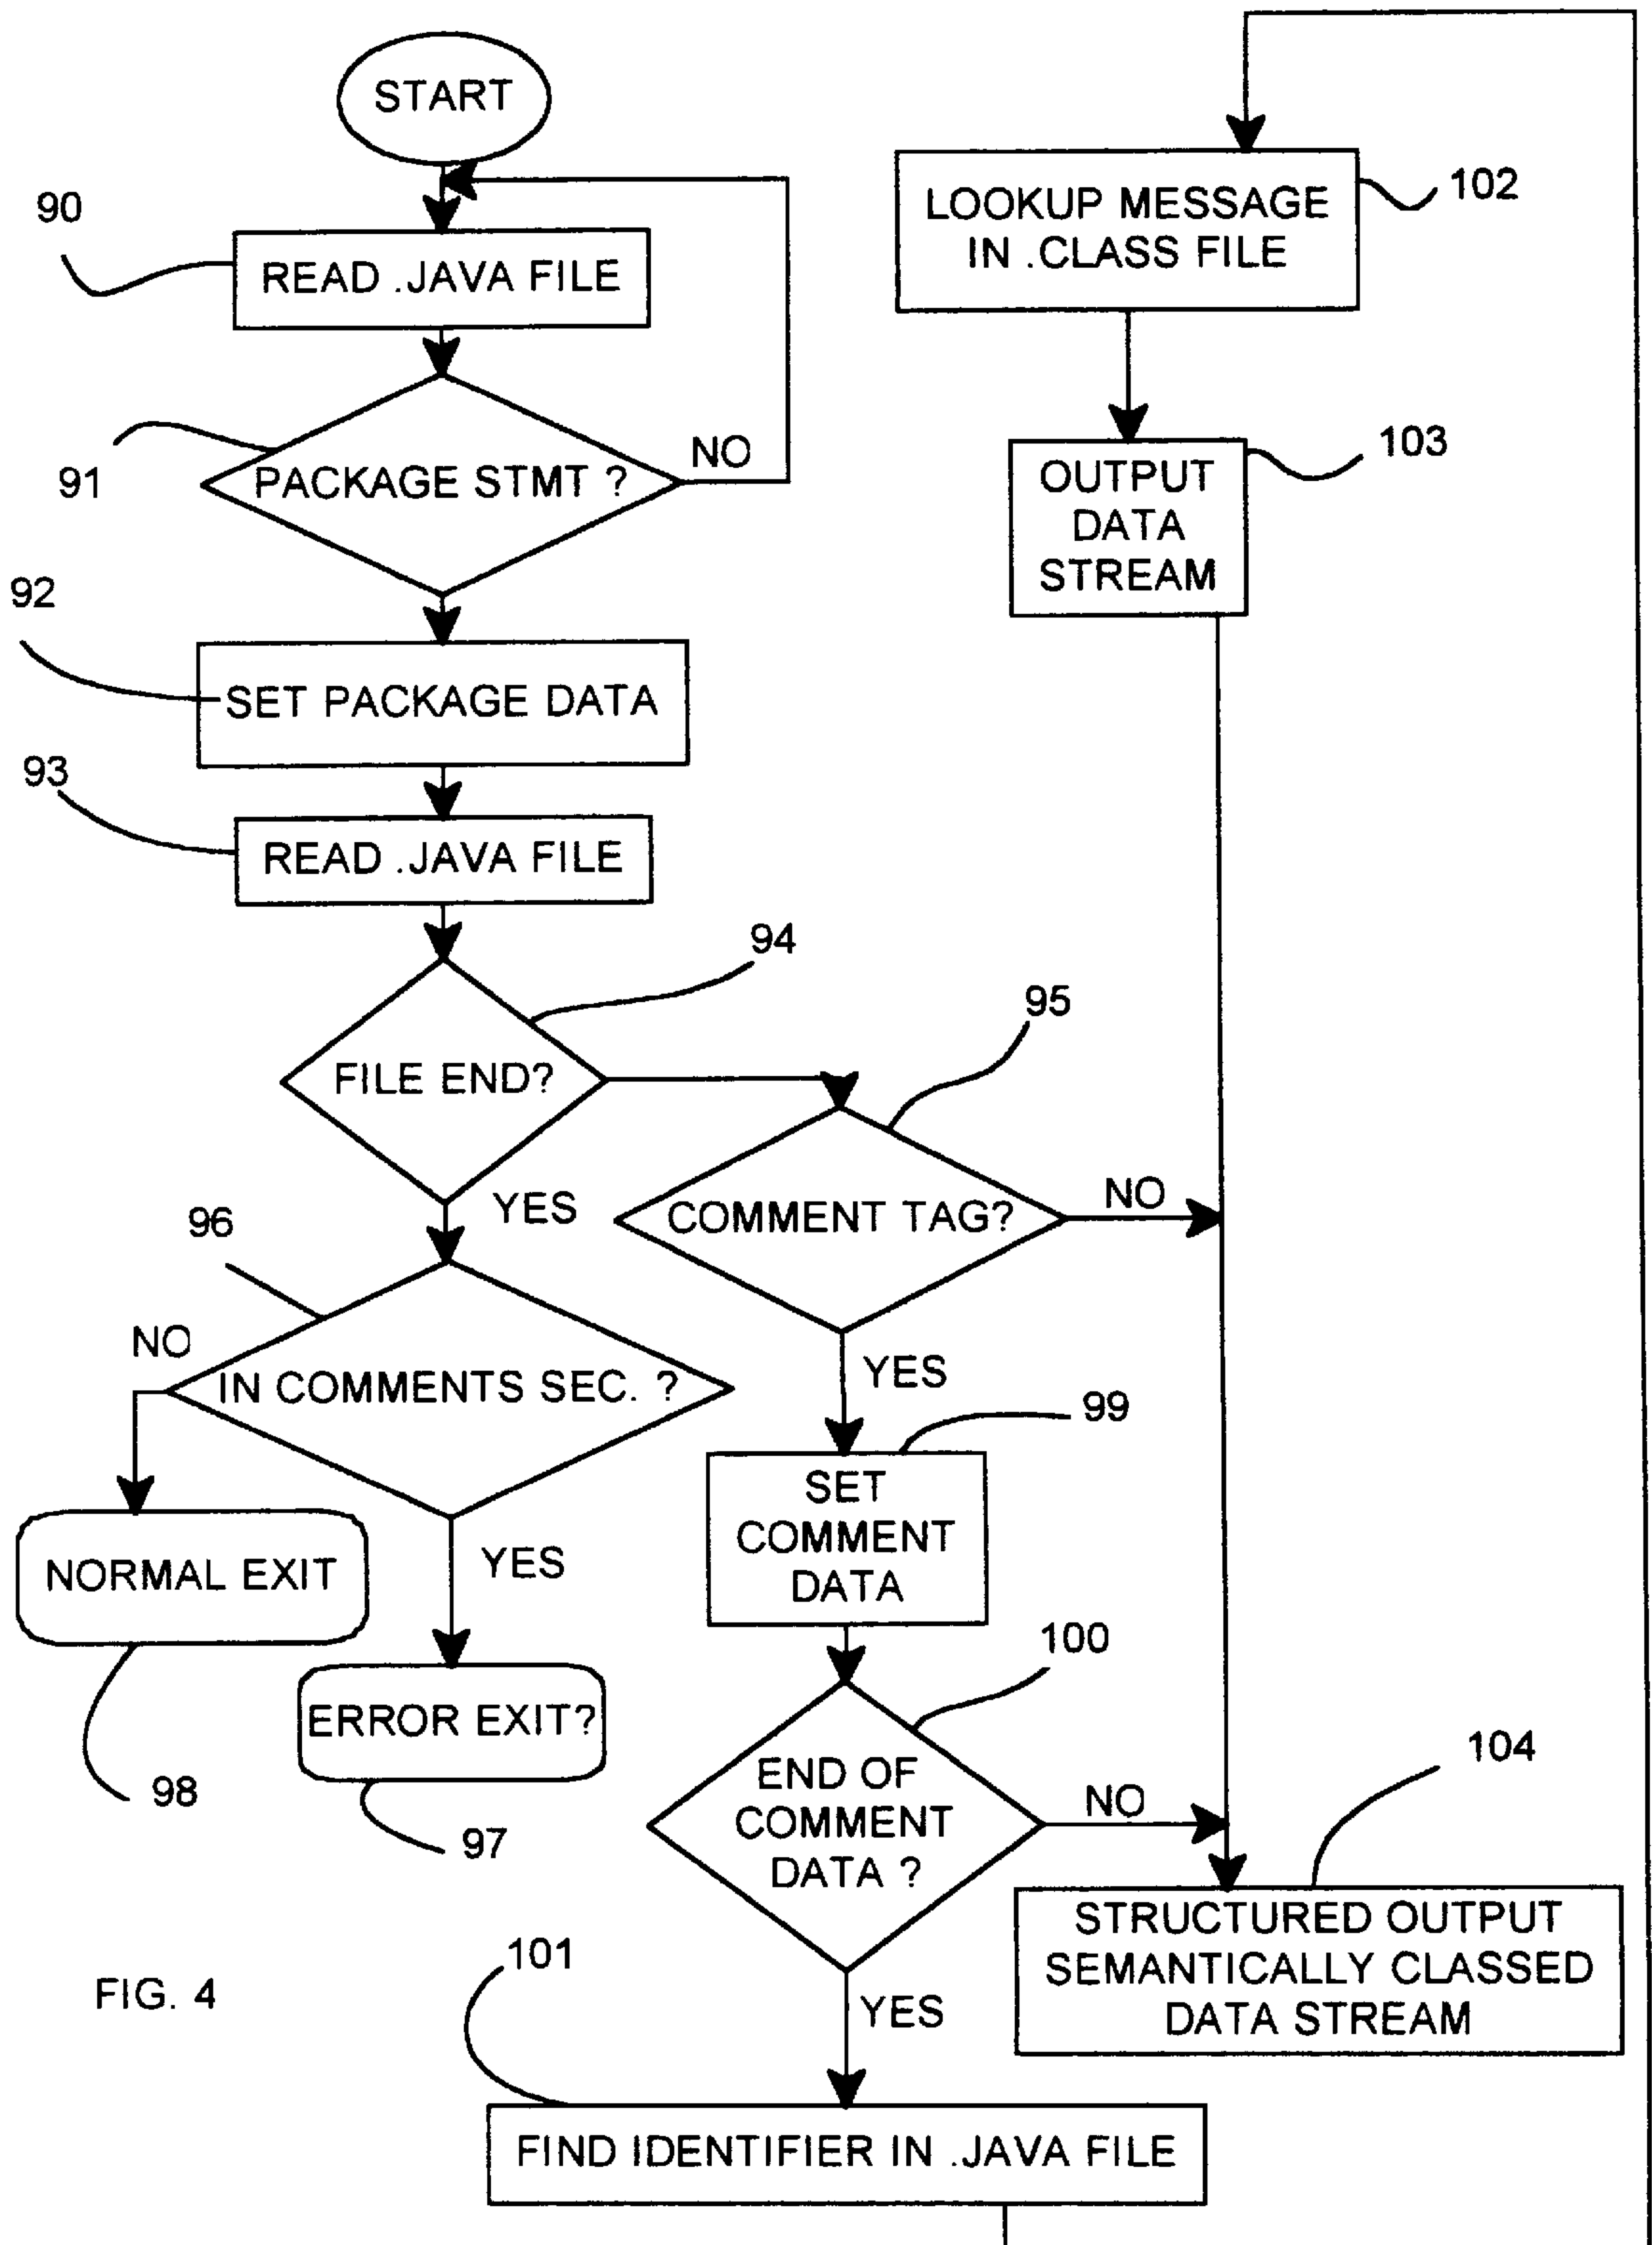 START
90
READ .JAVA FILE
91
PACKAGE STMT ?
NO
92
SET PACKAGE DATA
93
READ .JAVA FILE
94
FILE END?
YES
95
COMMENT TAG?
NO
YES
96
NO
IN COMMENTS SEC. ?
YES
NORMAL EXIT
98
ERROR EXIT?
97
99
SET
COMMENT
DATA
100
END OF
COMMENT
DATA ?
NO
YES
101
FIND IDENTIFIER IN .JAVA FILE
102
LOOKUP MESSAGE
IN .CLASS FILE
103
OUTPUT
DATA
STREAM
104
STRUCTURED OUTPUT
SEMANTICALLY CLASSED
DATA STREAM
FIG. 4